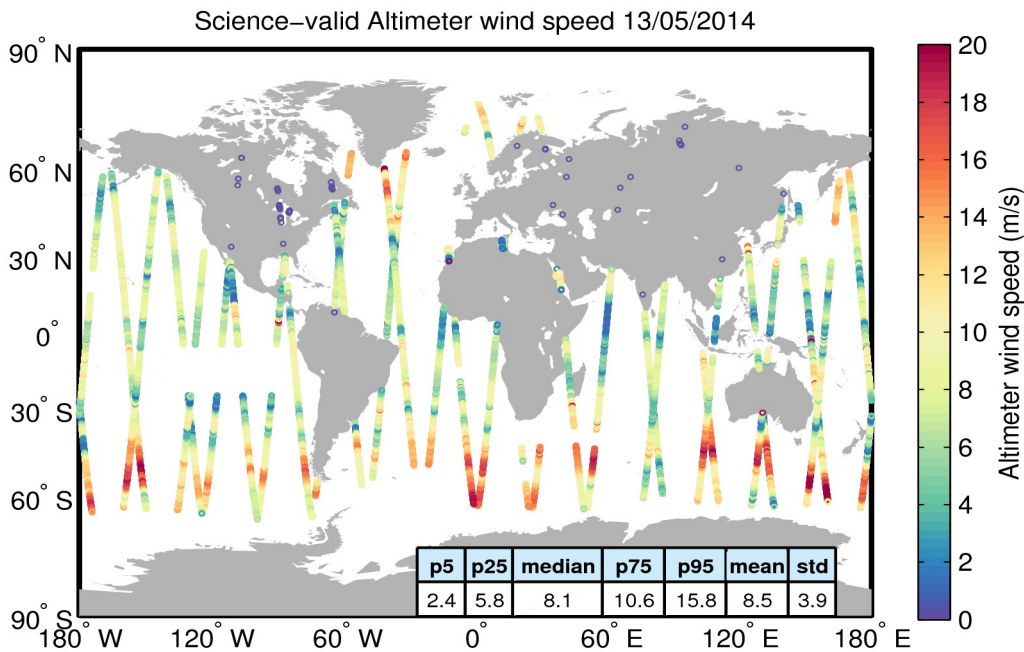 Science−valid Altimeter wind speed 13/05/2014
90° N
60° N
30° N
0°
30° S
60° S
90° S
180° W
120° W
60° W
0°
60° E
120° E
180° E
p5 p25 median p75 p95 mean std
2.4 5.8 8.1 10.6 15.8 8.5 3.9
20
18
16
14
12
10
8
6
4
2
0
Altimeter wind speed (m/s)